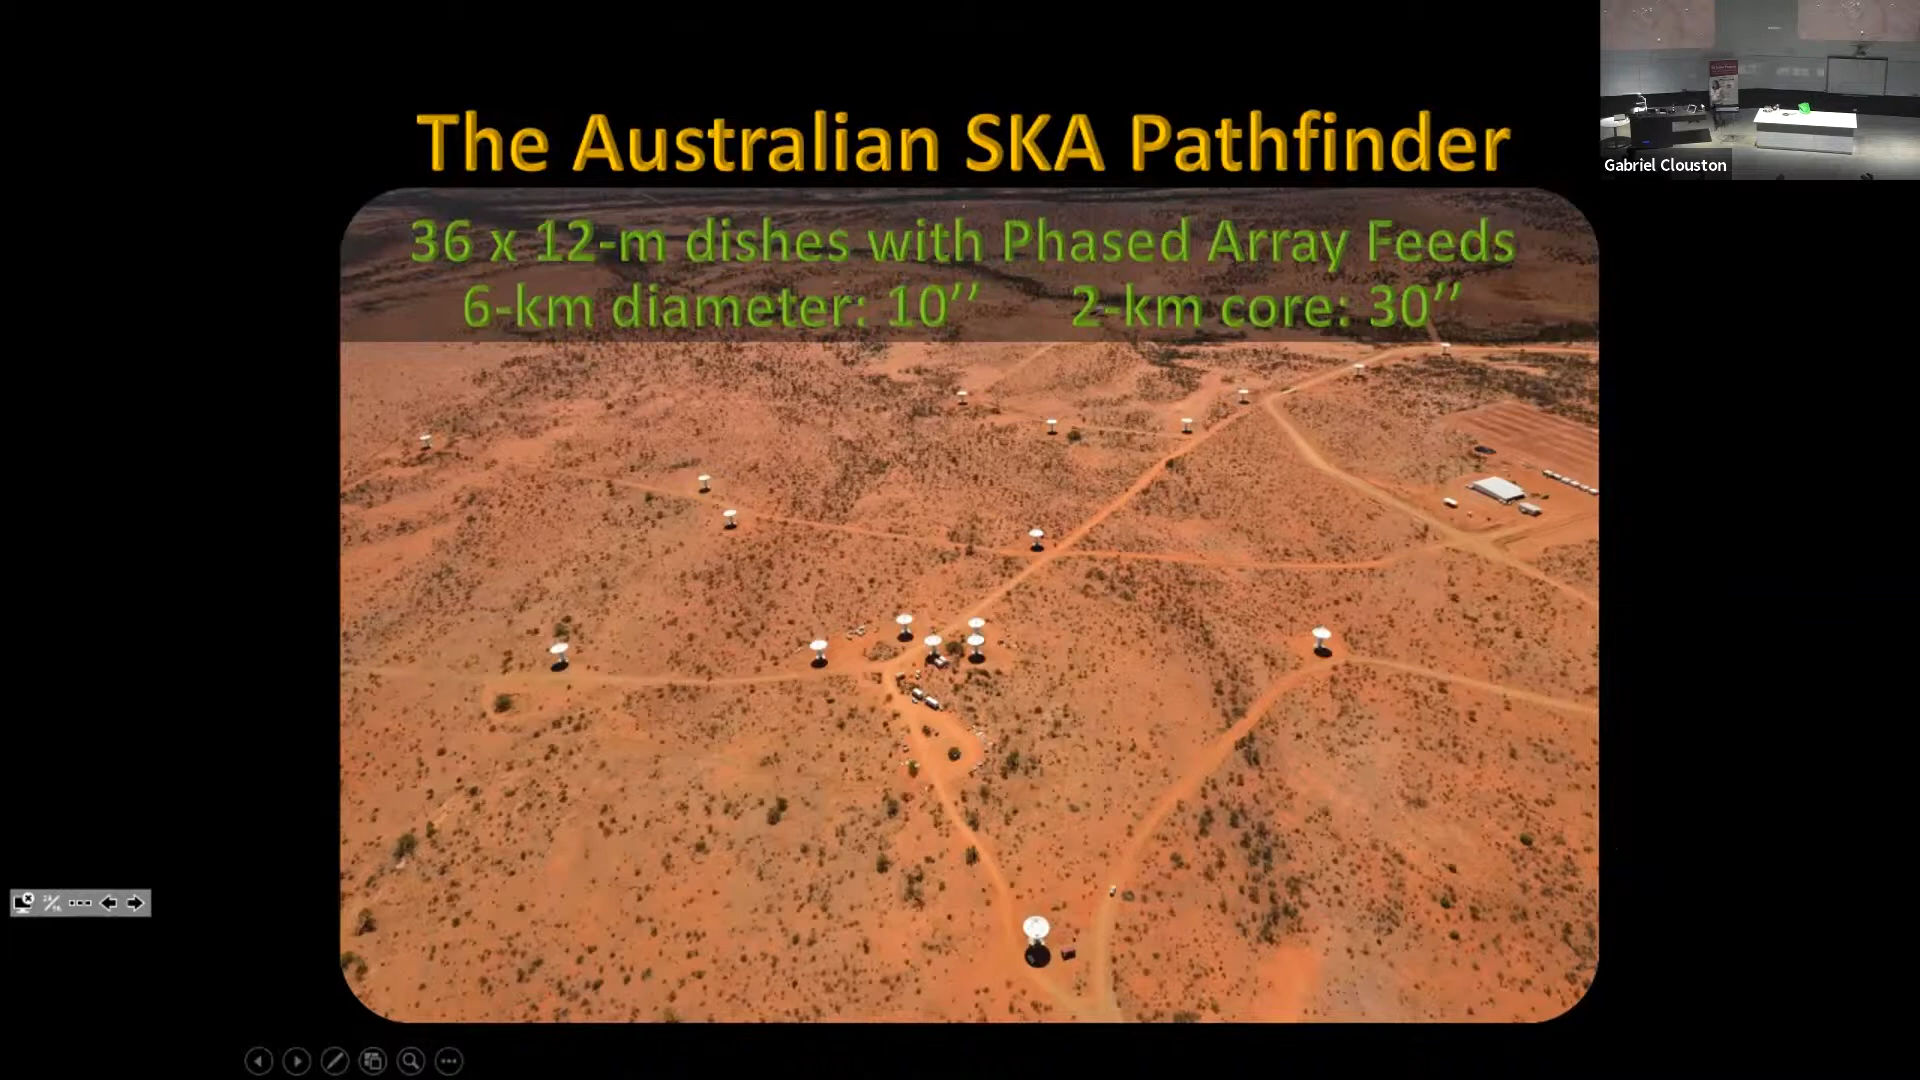 The Australian SKA Pathfinder
36 x 12-m dishes with Phased Array Feeds
6-km diameter: 10’’ 2-km core: 30’’
Gabriel Clouston